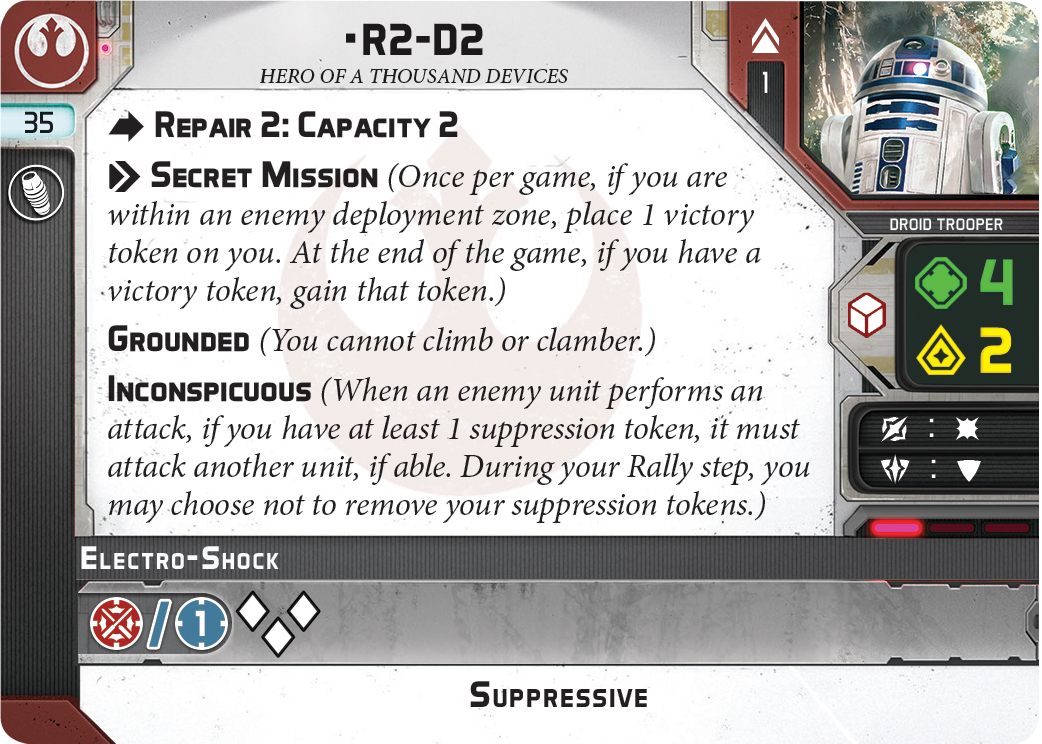 ·R2-D2
HERO OF A THOUSAND DEVICES
1
35
REPAIR 2: CAPACITY 2
SECRET MISSION (Once per game, if you are
within an enemy deployment zone, place 1 victory
token on you. At the end of the game, if you have a
victory token, gain that token.)
GROUNDED (You cannot climb or clamber.)
INCONSPICUOUS (When an enemy unit performs an
attack, if you have at least 1 suppression token, it must
attack another unit, if able. During your Rally step, you
may choose not to remove your suppression tokens.)
DROID TROOPER
4
2
:
:
ELECTRO-SHOCK
/ 1
SUPPRESSIVE